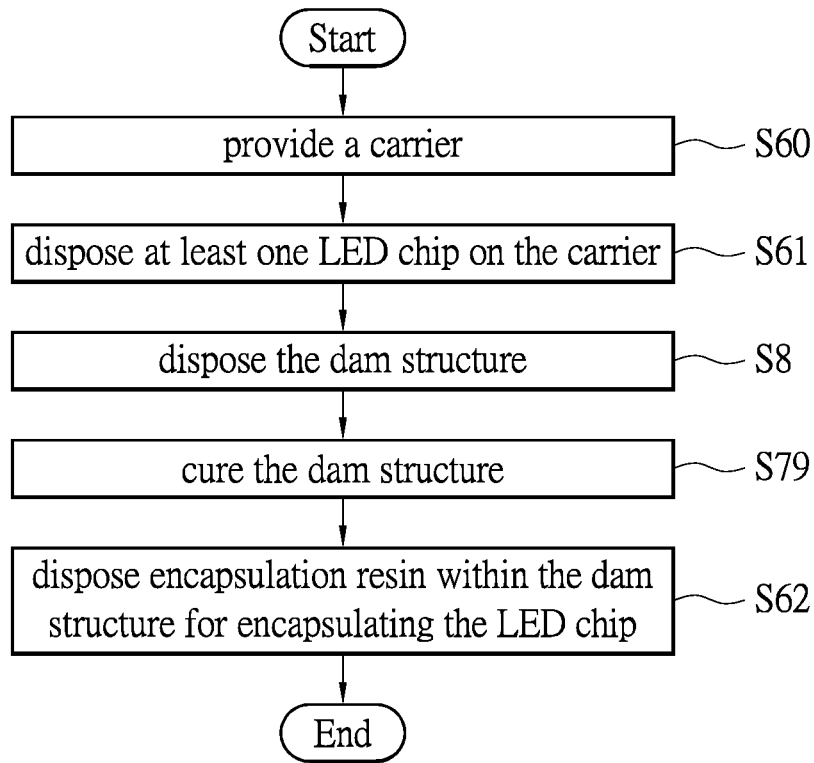 Start
provide a carrier
S60
dispose at least one LED chip on the carrier
S61
dispose the dam structure
S8
cure the dam structure
S79
dispose encapsulation resin within the dam
structure for encapsulating the LED chip
S62
End